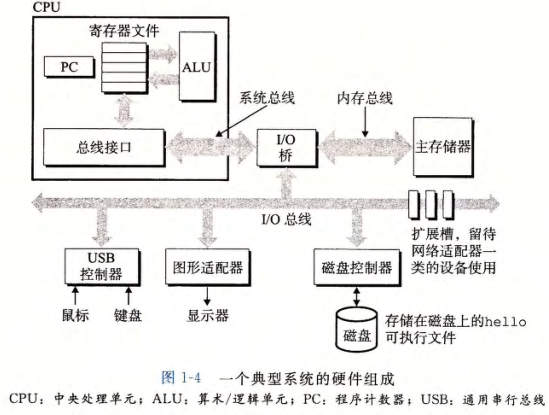 CPU
寄存器文件
PC
ALU
系统总线
内存总线
总线接口
I/O
桥
主存储器
I/O 总线
扩展槽，留待
网络适配器一
类的设备使用
USB
控制器
图形适配器
磁盘控制器
鼠标
键盘
显示器
磁盘
存储在磁盘上的hello
可执行文件
图 1-4 一个典型系统的硬件组成
CPU：中央处理单元；ALU：算术/逻辑单元；PC：程序计数器；USB：通用串行总线